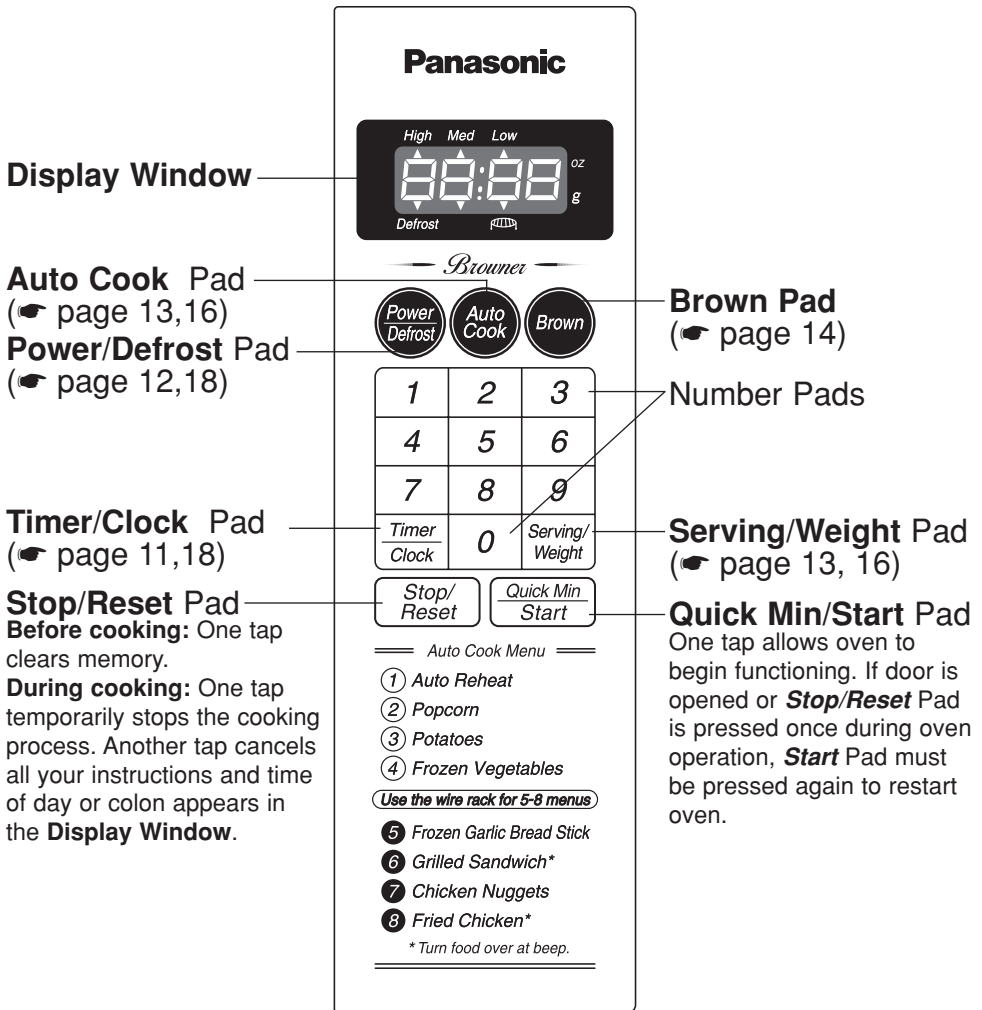 Panasonic
High Med Low
88:88
oz
g
Defrost
Browner
Power/Defrost
Auto Cook
Brown
1 2 3
4 5 6
7 8 9
Timer/Clock
0
Serving/Weight
Stop/Reset
Quick Min/Start
Auto Cook Menu
1 Auto Reheat
2 Popcorn
3 Potatoes
4 Frozen Vegetables
Use the wire rack for 5-8 menus
5 Frozen Garlic Bread Stick
6 Grilled Sandwich*
7 Chicken Nuggets
8 Fried Chicken*
* Turn food over at beep.
Display Window
Auto Cook Pad
(☛ page 13,16)
Power/Defrost Pad
(☛ page 12,18)
Timer/Clock Pad
(☛ page 11,18)
Stop/Reset Pad
Before cooking: One tap
clears memory.
During cooking: One tap
temporarily stops the cooking
process. Another tap cancels
all your instructions and time
of day or colon appears in
the Display Window.
Brown Pad
(☛ page 14)
Number Pads
Serving/Weight Pad
(☛ page 13, 16)
Quick Min/Start Pad
One tap allows oven to
begin functioning. If door is
opened or Stop/Reset Pad
is pressed once during oven
operation, Start Pad must
be pressed again to restart
oven.